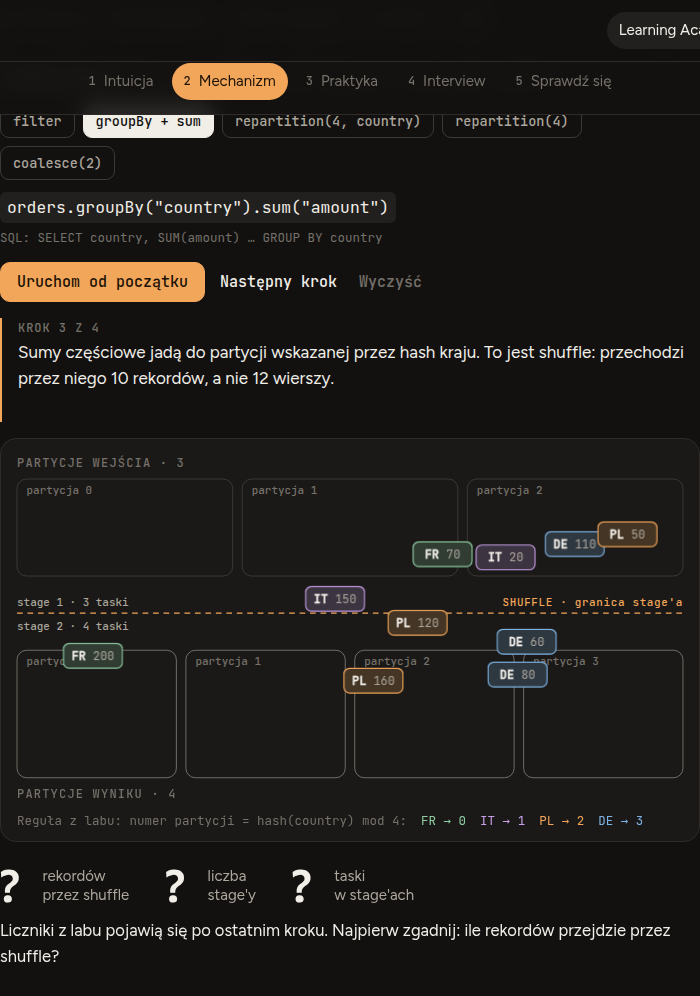 Learning Aca
1 Intuicja 2 Mechanizm 3 Praktyka 4 Interview 5 Sprawdź się
filter groupBy + sum repartition(4, country) repartition(4)
coalesce(2)
orders.groupBy("country").sum("amount")
SQL: SELECT country, SUM(amount) … GROUP BY country
Uruchom od początku Następny krok Wyczyść
KROK 3 Z 4
Sumy częściowe jadą do partycji wskazanej przez hash kraju. To jest shuffle: przechodzi
przez niego 10 rekordów, a nie 12 wierszy.
PARTYCJE WEJŚCIA · 3
partycja 0 partycja 1 partycja 2
PL 50
DE 110
FR 70 IT 20
IT 150
stage 1 · 3 taski SHUFFLE · granica stage'a
PL 120
stage 2 · 4 taski
DE 60
FR 200
partyc partycja 1 partycja 2 partycja 3
DE 80
PL 160
PARTYCJE WYNIKU · 4
Reguła z labu: numer partycji = hash(country) mod 4: FR → 0 IT → 1 PL → 2 DE → 3
? rekordów przez shuffle ? liczba stage'y ? taski w stage'ach
Liczniki z labu pojawią się po ostatnim kroku. Najpierw zgadnij: ile rekordów przejdzie przez
shuffle?